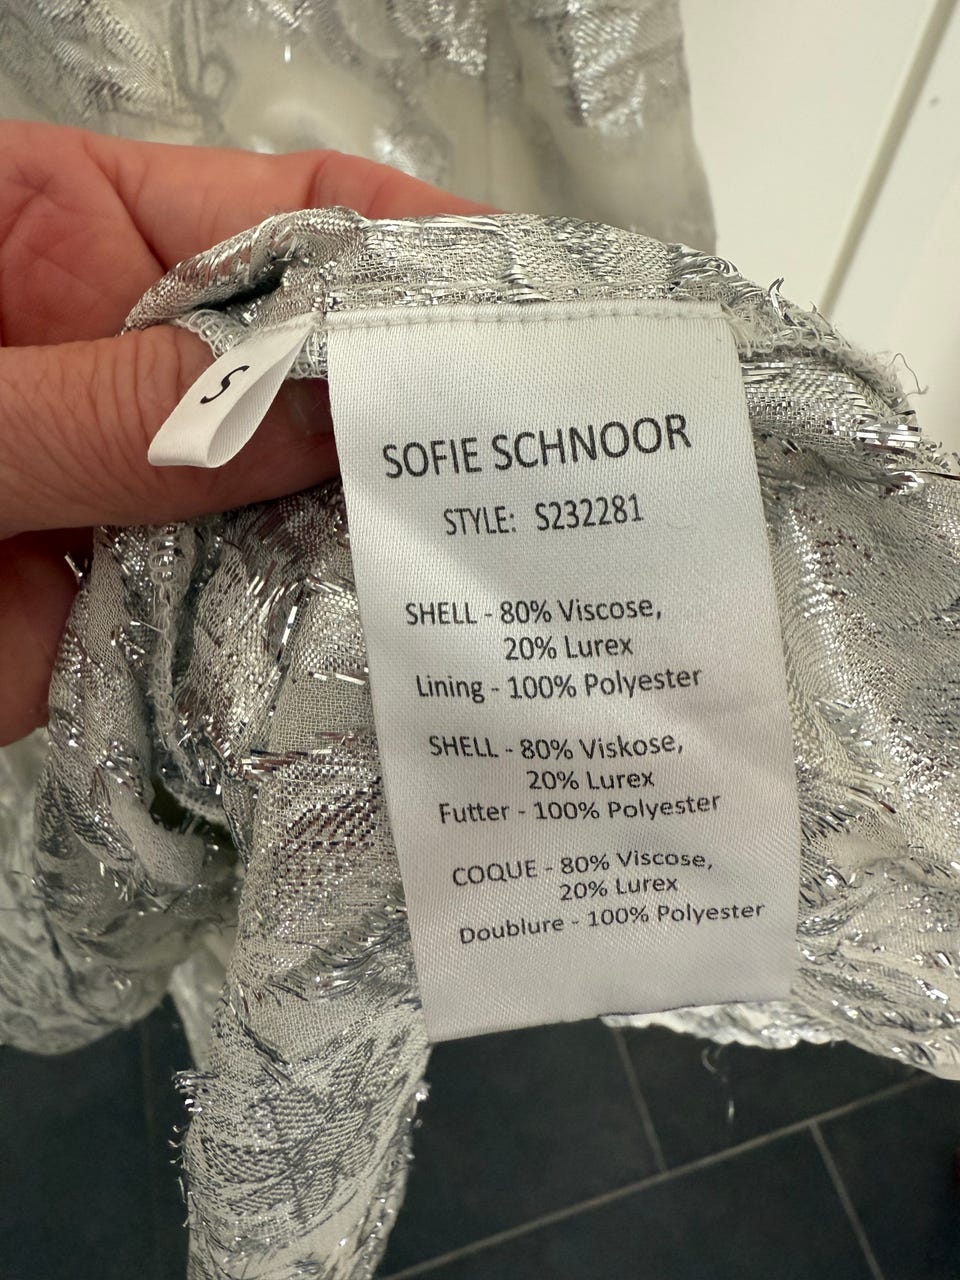 S
SOFIE SCHNOOR
STYLE: S232281
SHELL - 80% Viscose,
20% Lurex
Lining - 100% Polyester
SHELL - 80% Viskose,
20% Lurex
Futter - 100% Polyester
COQUE - 80% Viscose,
20% Lurex
Doublure - 100% Polyester